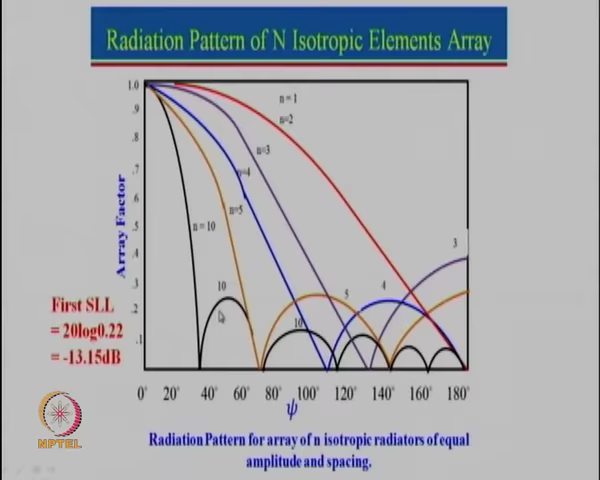 Radiation Pattern of N Isotropic Elements Array
1.0
.9
.8
.7
.6
.5
.4
.3
.2
.1
Array Factor
n = 1
n=2
n=3
n=4
n=5
n = 10
10
10
5
4
3
First SLL
= 20log0.22
= -13.15dB
0° 20° 40° 60° 80° 100° 120° 140° 160° 180°
ψ
NPTEL
Radiation Pattern for array of n isotropic radiators of equal
amplitude and spacing.